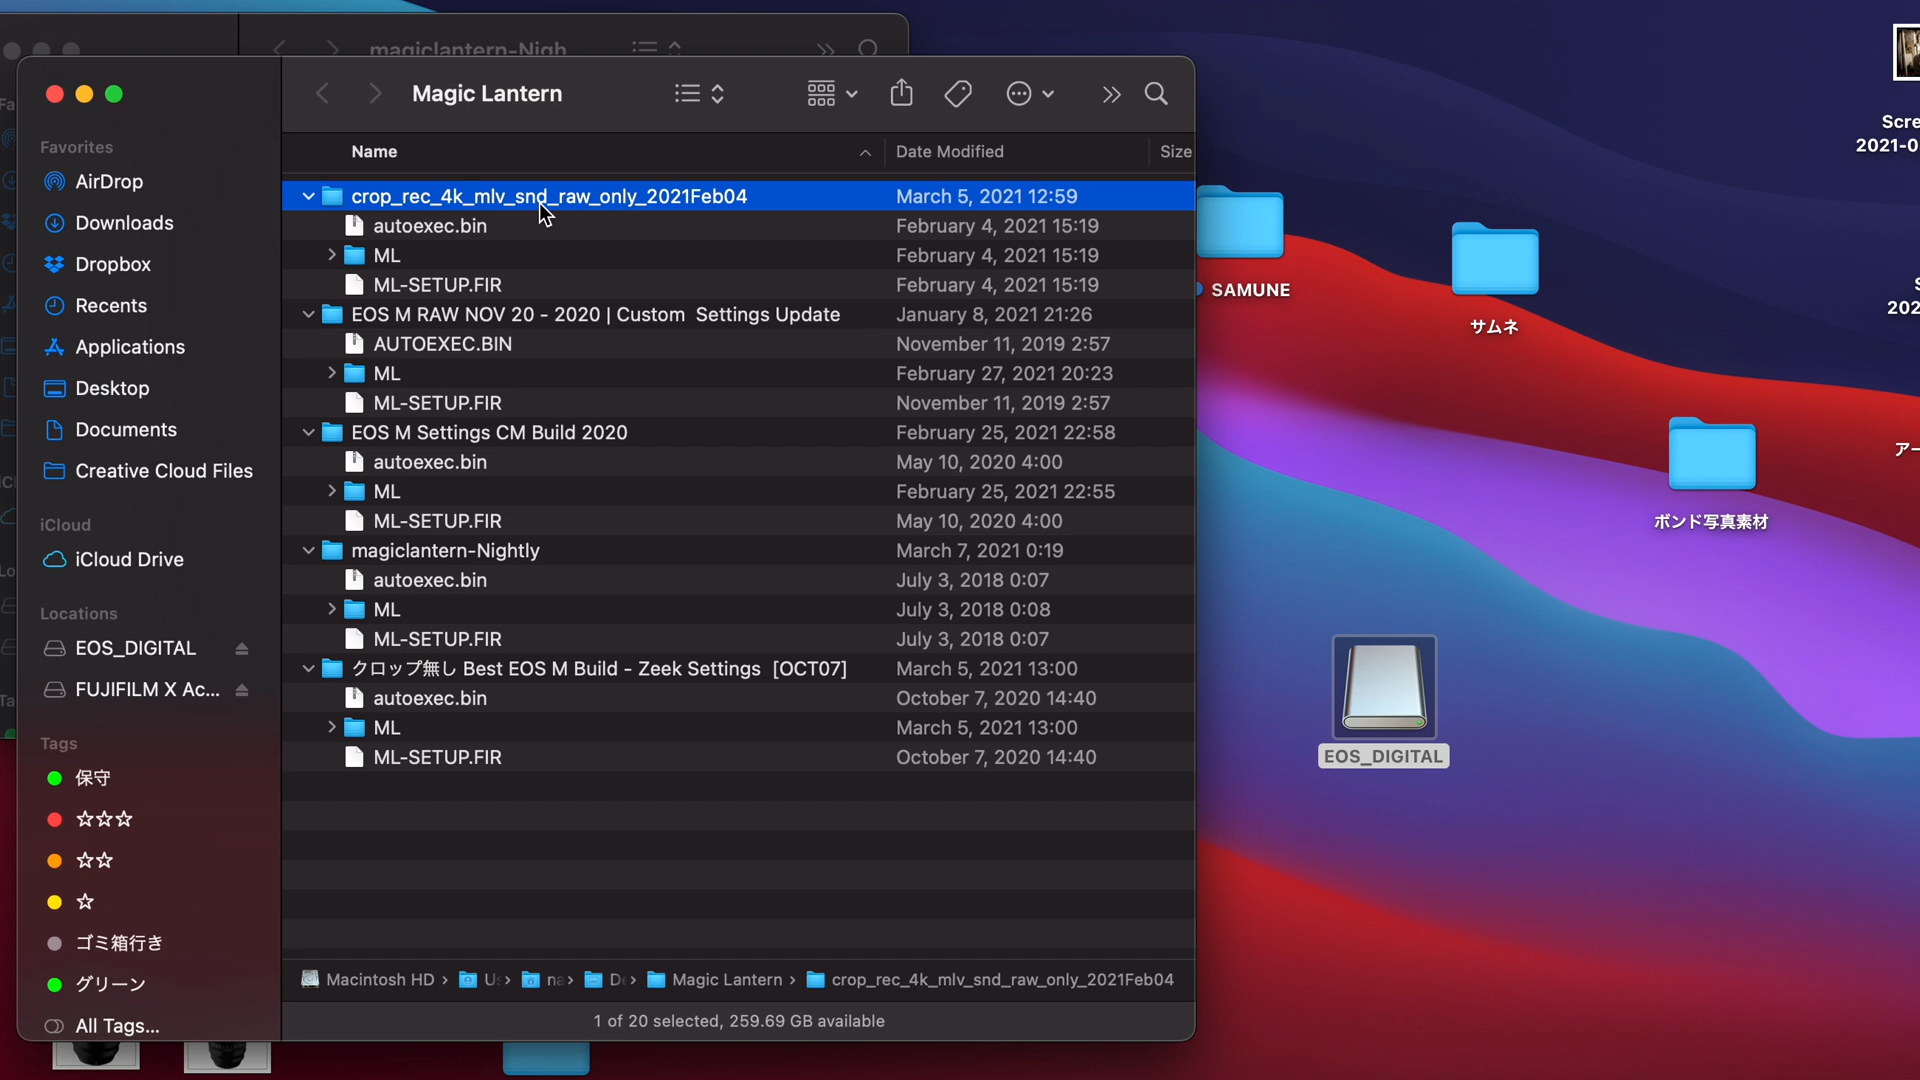 magiclantern-Nigh
Magic Lantern
Favorites
AirDrop
Downloads
Dropbox
Recents
Applications
Desktop
Documents
Creative Cloud Files
iCloud
iCloud Drive
Locations
EOS_DIGITAL
FUJIFILM X Ac...
Tags
保守
☆☆☆
☆☆
☆
ゴミ箱行き
グリーン
All Tags...
Name Date Modified Size
crop_rec_4k_mlv_snd_raw_only_2021Feb04 March 5, 2021 12:59
autoexec.bin February 4, 2021 15:19
ML February 4, 2021 15:19
ML-SETUP.FIR February 4, 2021 15:19
EOS M RAW NOV 20 - 2020 | Custom Settings Update January 8, 2021 21:26
AUTOEXEC.BIN November 11, 2019 2:57
ML February 27, 2021 20:23
ML-SETUP.FIR November 11, 2019 2:57
EOS M Settings CM Build 2020 February 25, 2021 22:58
autoexec.bin May 10, 2020 4:00
ML February 25, 2021 22:55
ML-SETUP.FIR May 10, 2020 4:00
magiclantern-Nightly March 7, 2021 0:19
autoexec.bin July 3, 2018 0:07
ML July 3, 2018 0:08
ML-SETUP.FIR July 3, 2018 0:07
クロップ無し Best EOS M Build - Zeek Settings [OCT07] March 5, 2021 13:00
autoexec.bin October 7, 2020 14:40
ML March 5, 2021 13:00
ML-SETUP.FIR October 7, 2020 14:40
Macintosh HD › Us › na › De › Magic Lantern › crop_rec_4k_mlv_snd_raw_only_2021Feb04
1 of 20 selected, 259.69 GB available
SAMUNE
サムネ
ボンド写真素材
EOS_DIGITAL
Scre
2021-0
S
202
アー